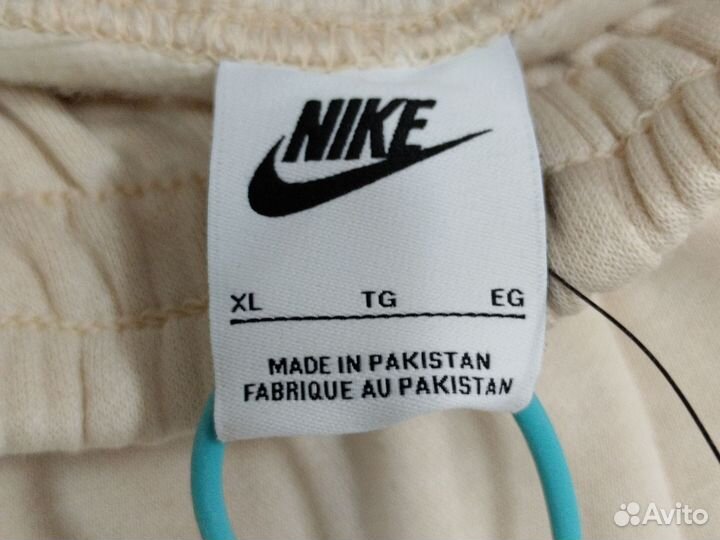 NIKE
XL TG EG
MADE IN PAKISTAN
FABRIQUE AU PAKISTAN
Avito